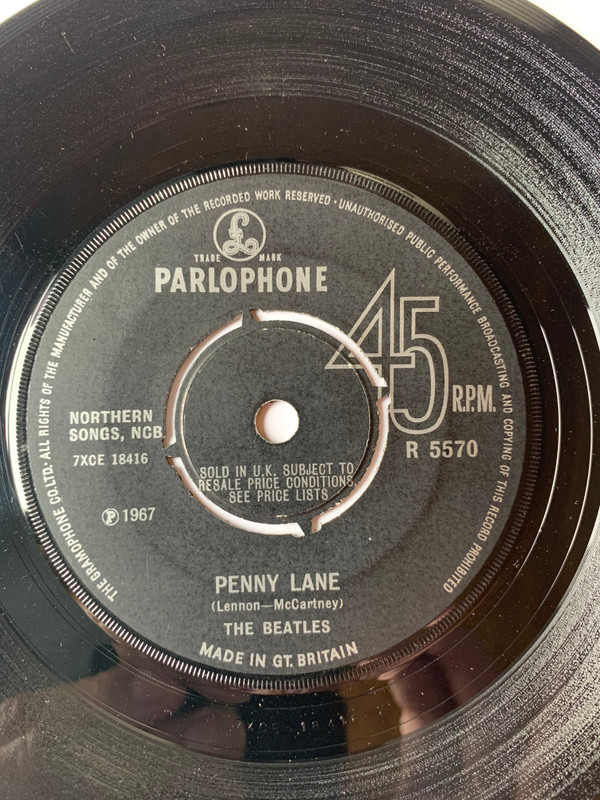 THE GRAMOPHONE CO. LTD. ALL RIGHTS OF THE MANUFACTURER AND OF THE OWNER OF THE RECORDED WORK RESERVED · UNAUTHORISED PUBLIC PERFORMANCE BROADCASTING AND COPYING OF THIS RECORD PROHIBITED
£
TRADE MARK
PARLOPHONE
45
R.P.M.
NORTHERN
SONGS, NCB
R 5570
7XCE 18416
SOLD IN U.K. SUBJECT TO
RESALE PRICE CONDITIONS,
SEE PRICE LISTS
℗ 1967
PENNY LANE
(Lennon—McCartney)
THE BEATLES
MADE IN GT. BRITAIN